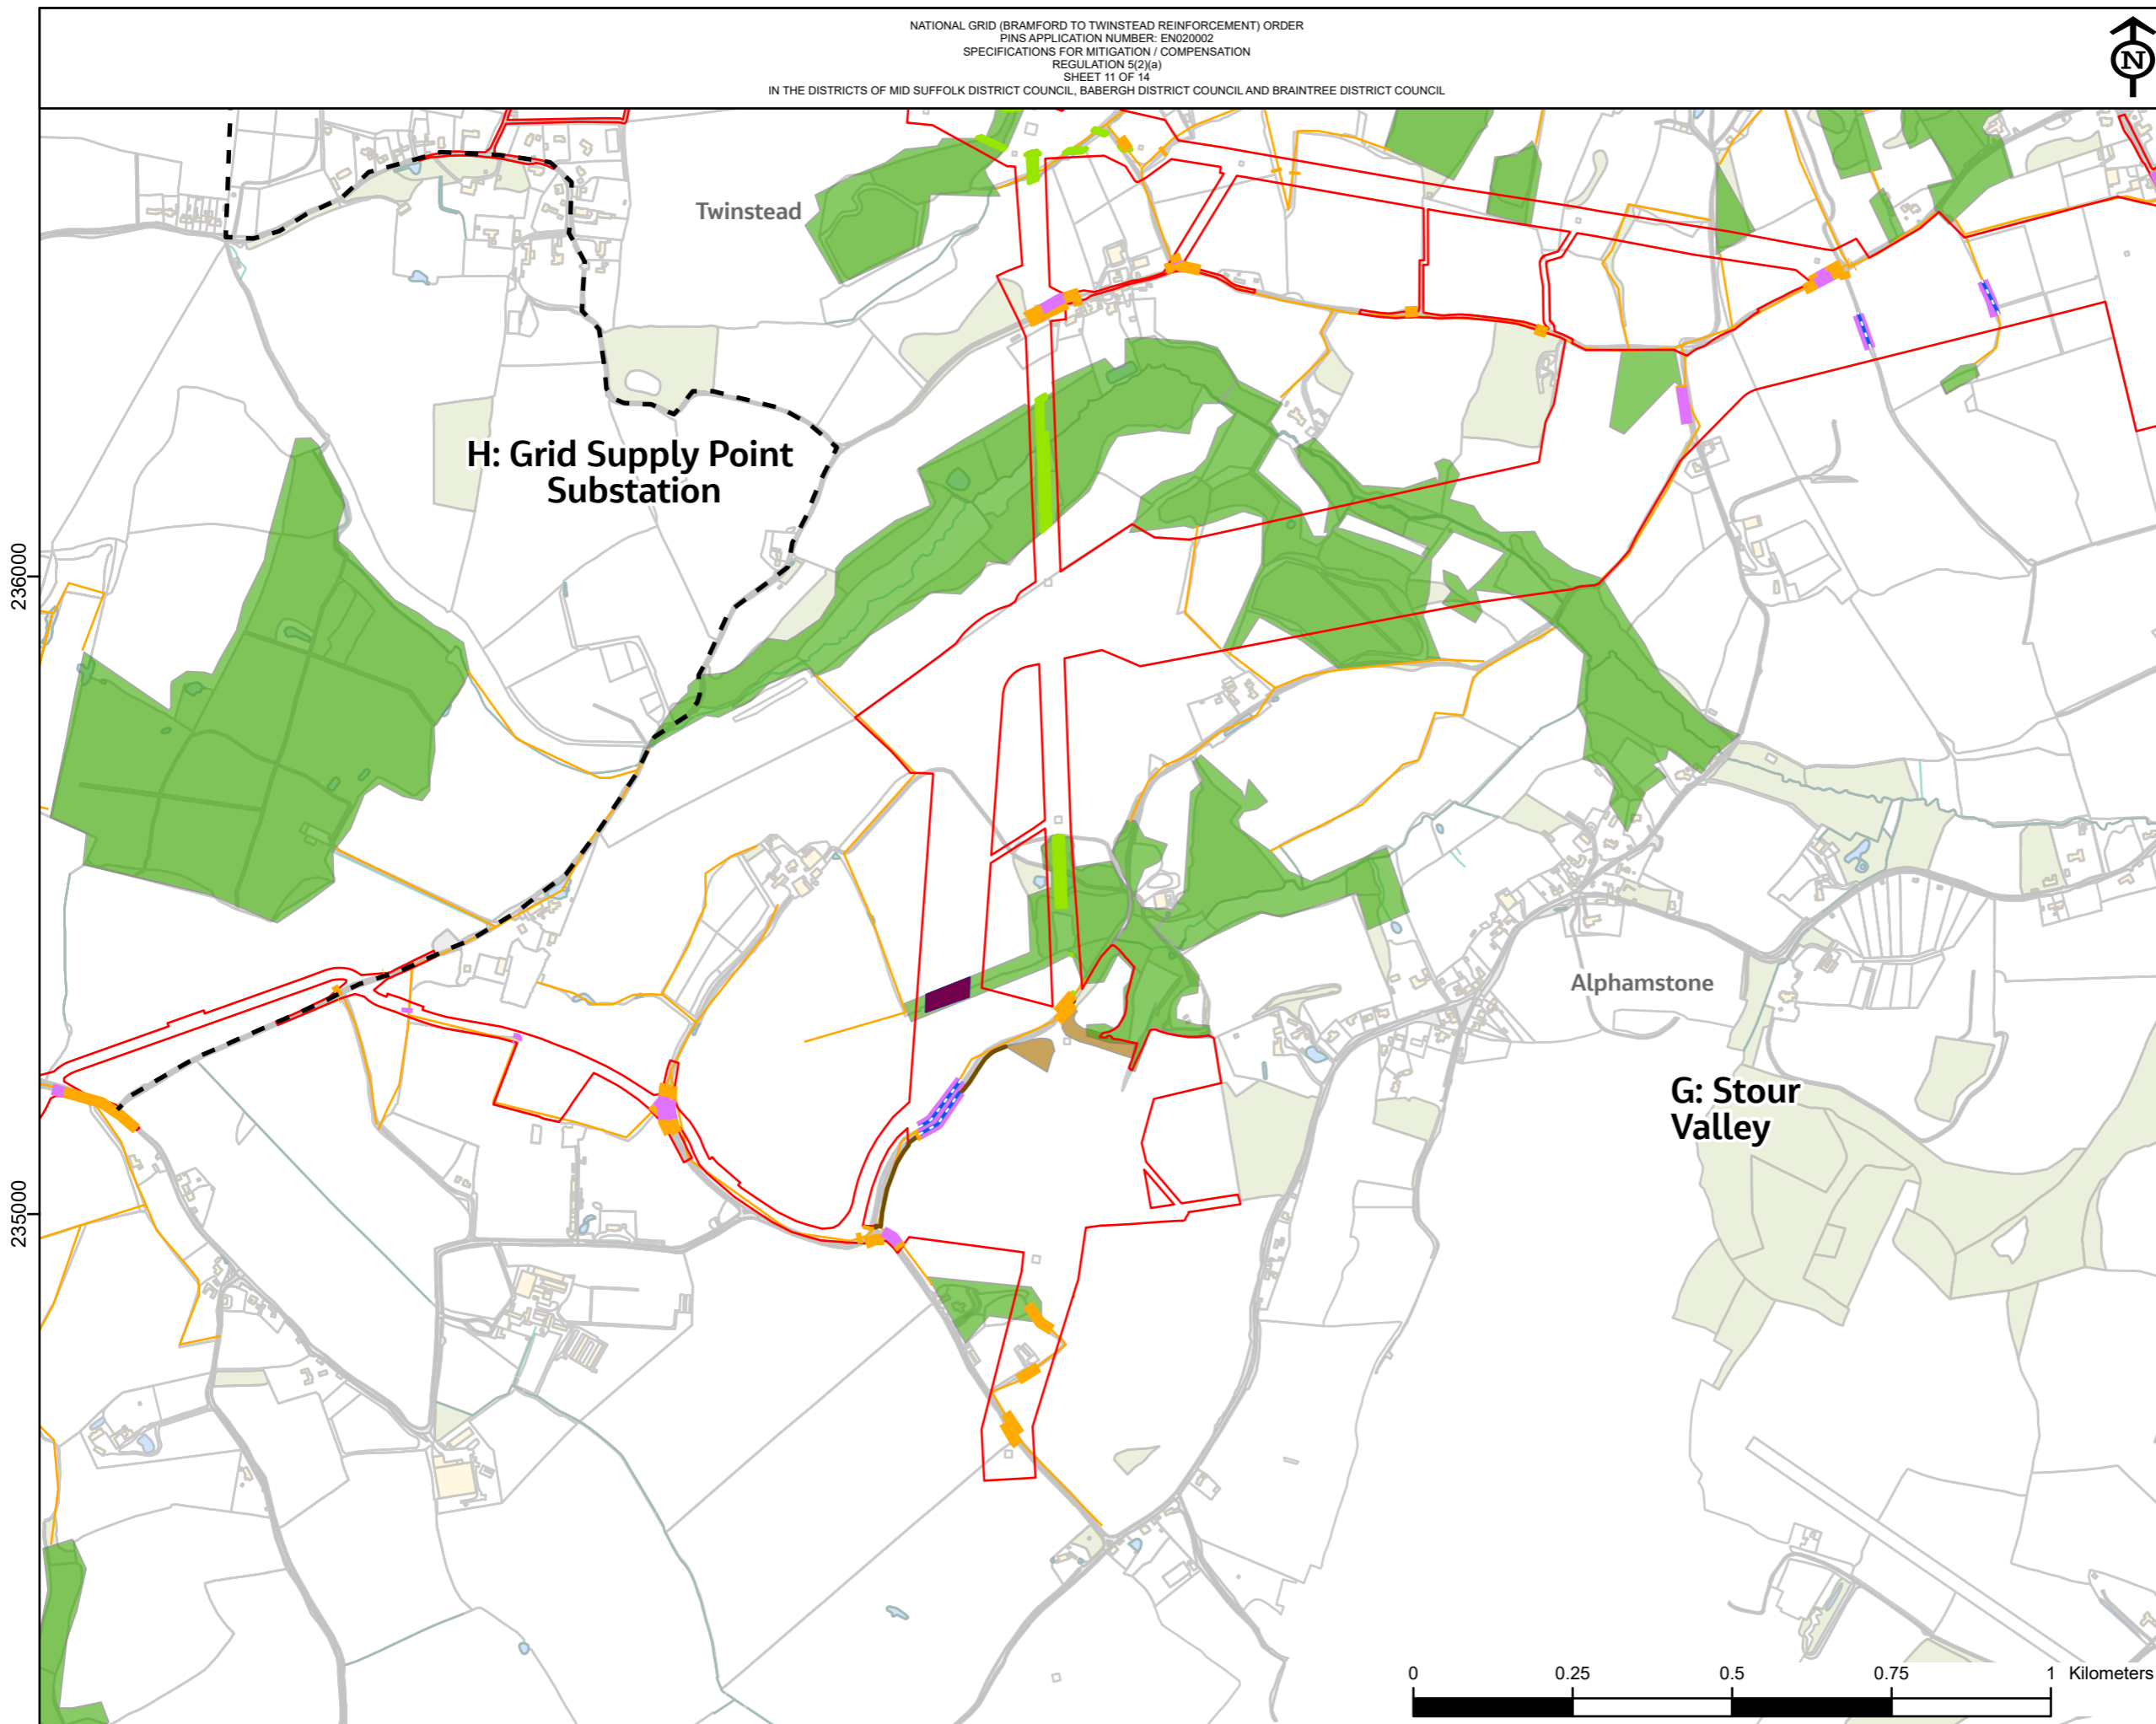 NATIONAL GRID (BRAMFORD TO TWINSTEAD REINFORCEMENT) ORDER
PINS APPLICATION NUMBER: EN020002
SPECIFICATIONS FOR MITIGATION / COMPENSATION
REGULATION 5(2)(a)
SHEET 11 OF 14
IN THE DISTRICTS OF MID SUFFOLK DISTRICT COUNCIL, BABERGH DISTRICT COUNCIL AND BRAINTREE DISTRICT COUNCIL
N
Twinstead
H: Grid Supply Point
Substation
236000
Alphamstone
G: Stour
Valley
235000
0 0.25 0.5 0.75 1 Kilometers